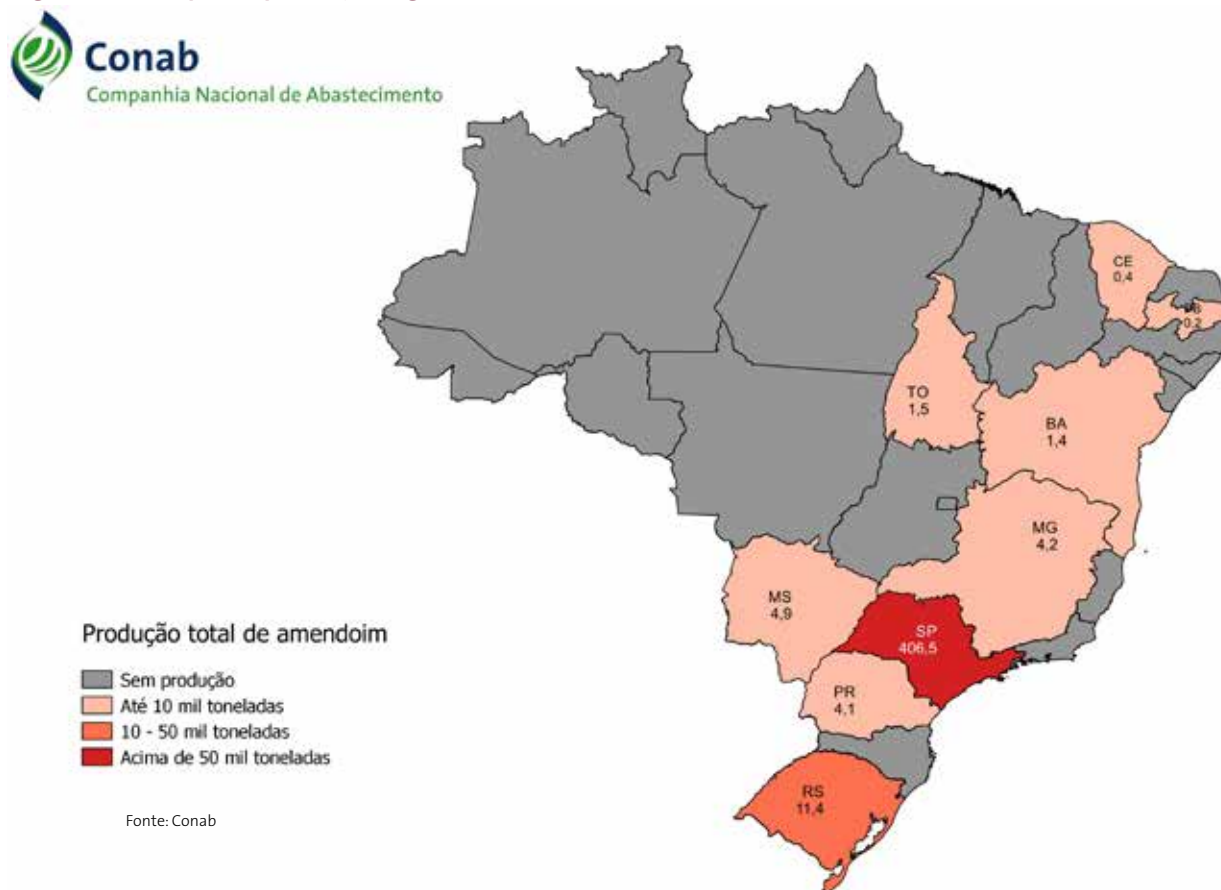 Conab
Companhia Nacional de Abastecimento
CE
0,4
0,2
TO
1,5
BA
1,4
MG
4,2
MS
4,9
SP
406,5
PR
4,1
RS
11,4
Produção total de amendoim
Sem produção
Até 10 mil toneladas
10 - 50 mil toneladas
Acima de 50 mil toneladas
Fonte: Conab